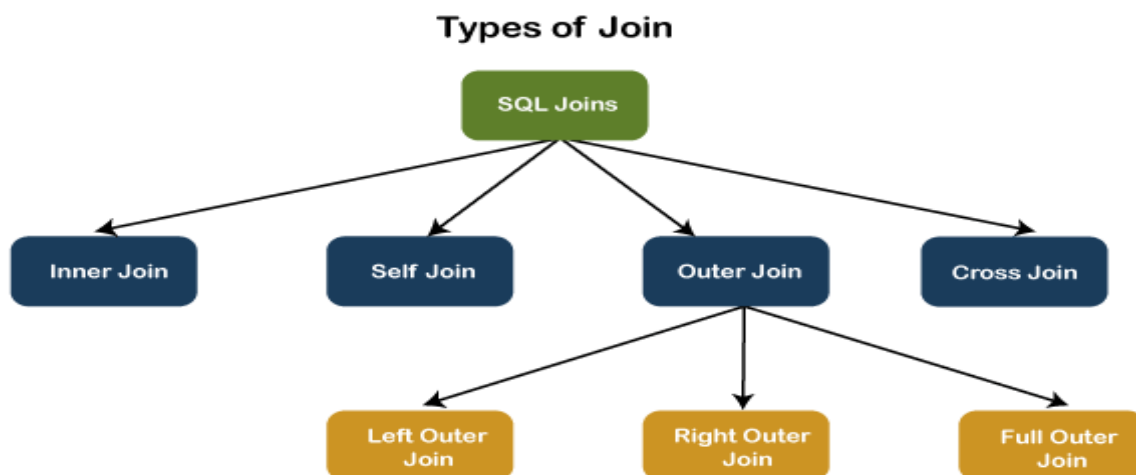 Types of Join
SQL Joins
Inner Join
Self Join
Outer Join
Cross Join
Left Outer
Join
Right Outer
Join
Full Outer
Join